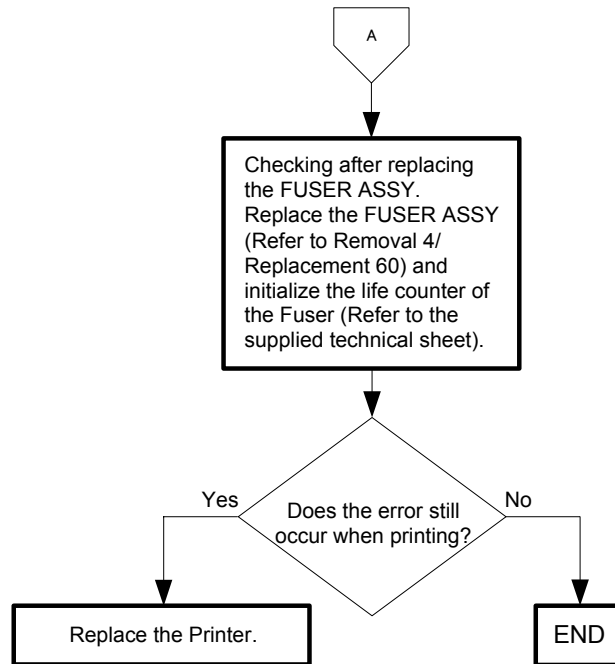 A
Checking after replacing
the FUSER ASSY.
Replace the FUSER ASSY
(Refer to Removal 4/
Replacement 60) and
initialize the life counter of
the Fuser (Refer to the
supplied technical sheet).
Yes
No
Does the error still
occur when printing?
Replace the Printer.
END